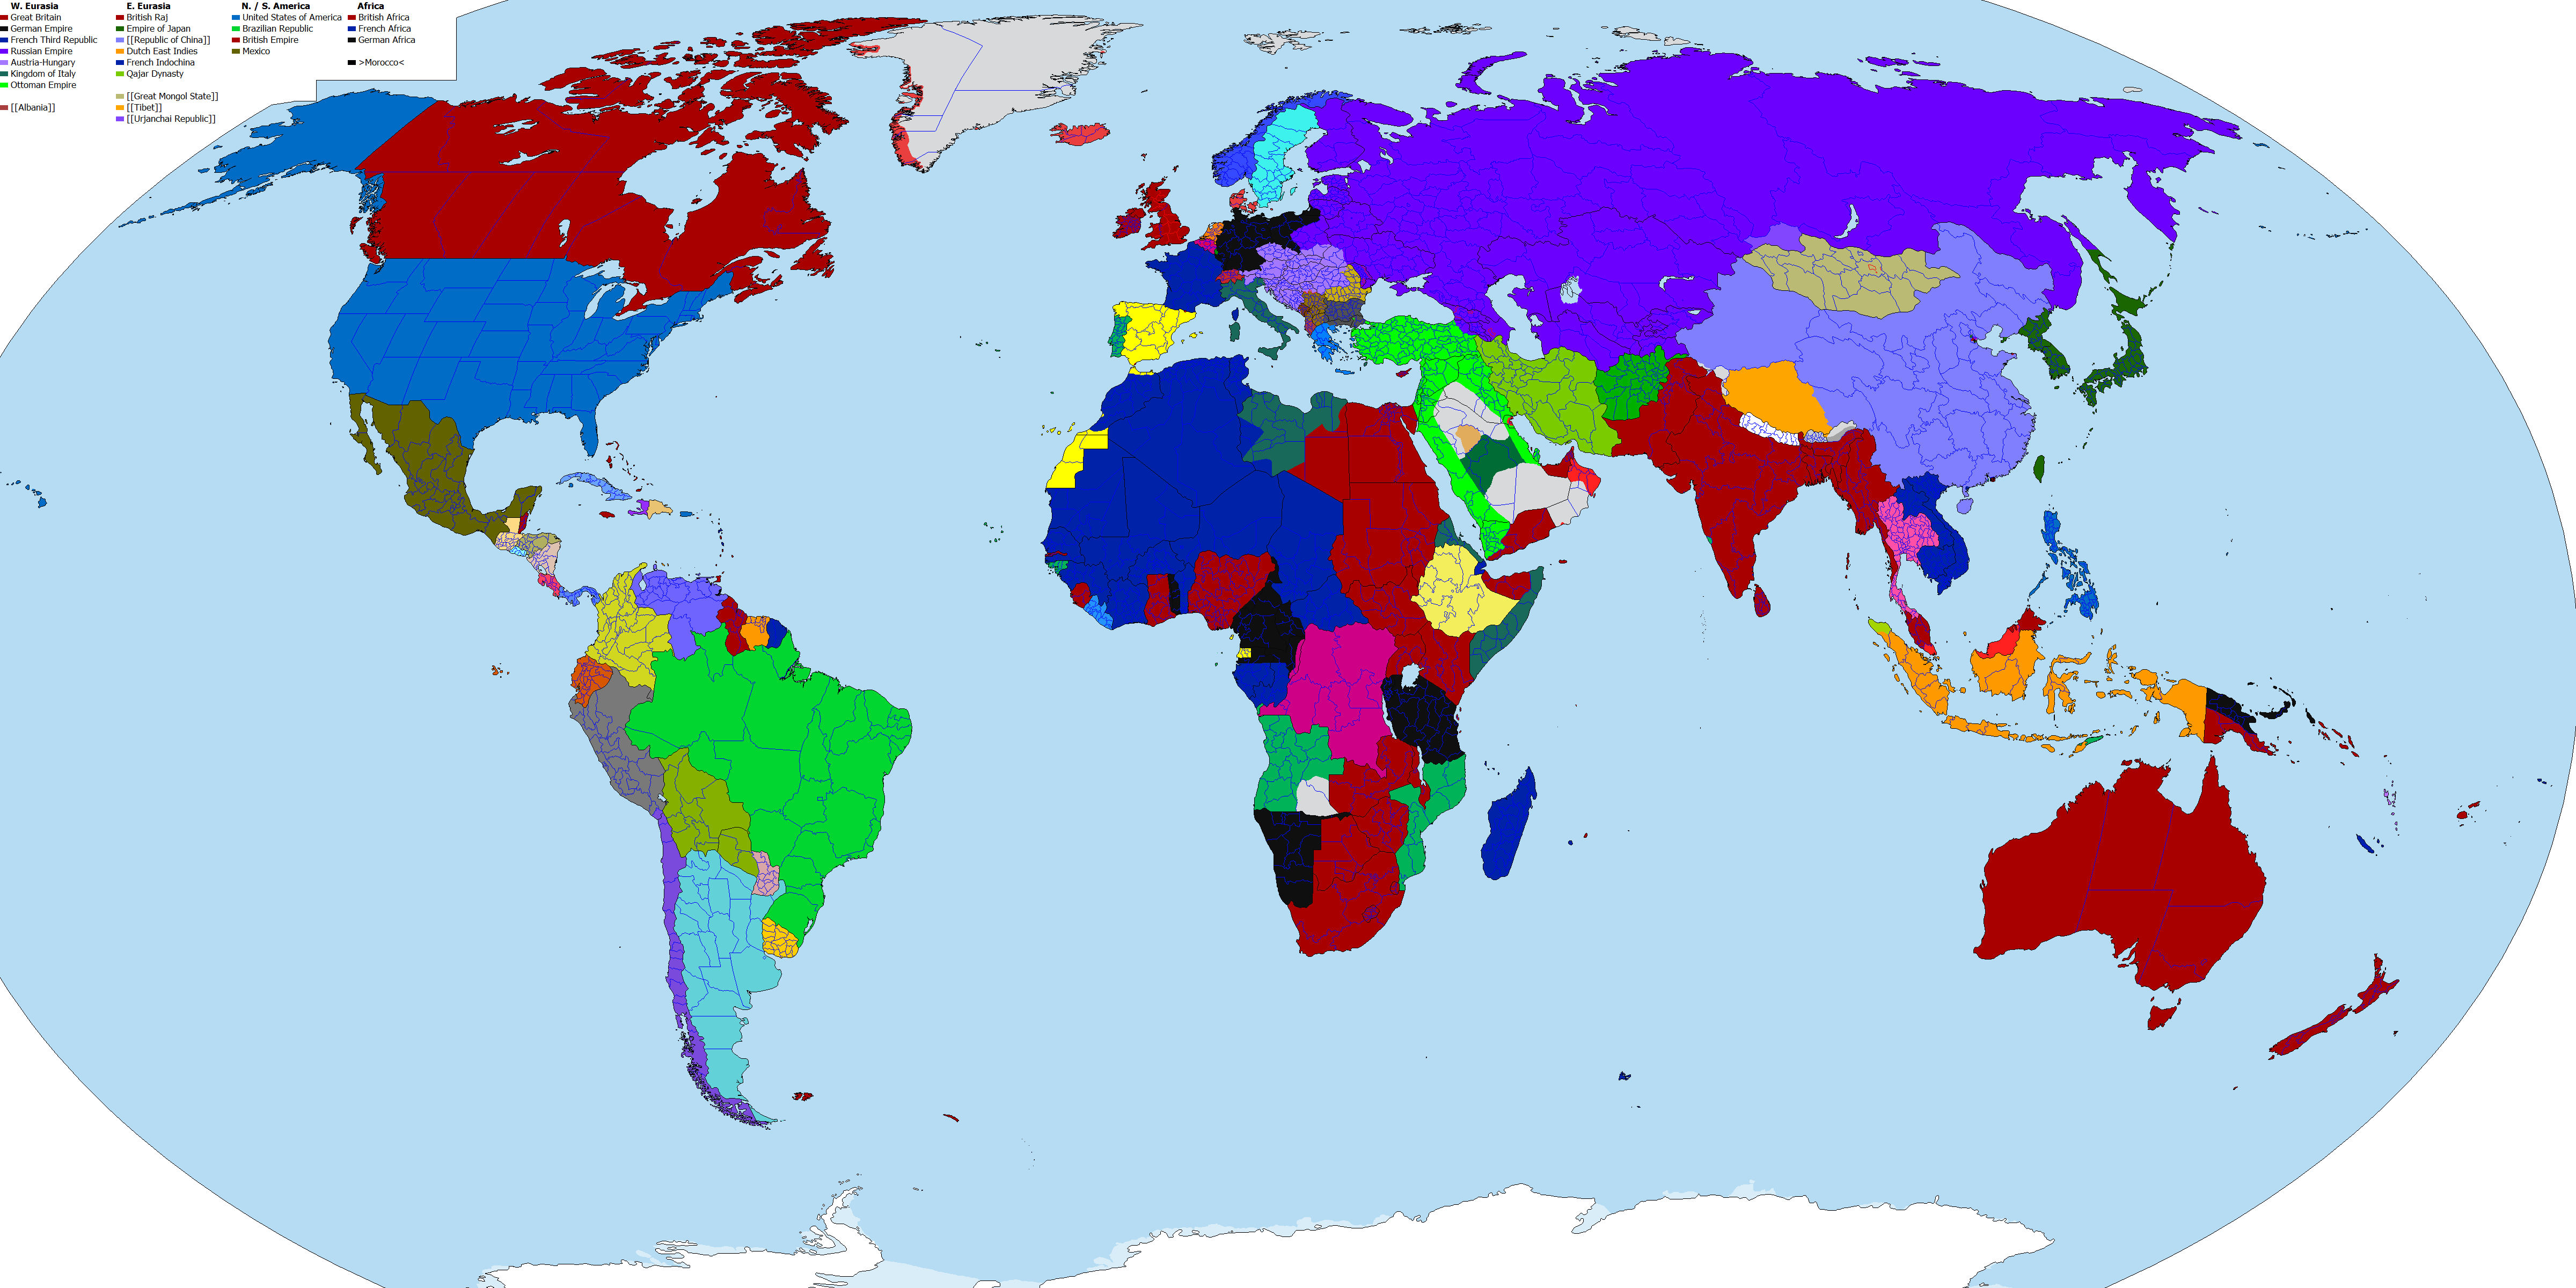 W. Eurasia
Great Britain
German Empire
French Third Republic
Russian Empire
Austria-Hungary
Kingdom of Italy
Ottoman Empire
[[Albania]]
E. Eurasia
British Raj
Empire of Japan
[[Republic of China]]
Dutch East Indies
French Indochina
Qajar Dynasty
[[Great Mongol State]]
[[Tibet]]
[[Urjanchai Republic]]
N. / S. America
United States of America
Brazilian Republic
British Empire
Mexico
Africa
British Africa
French Africa
German Africa
>Morocco<